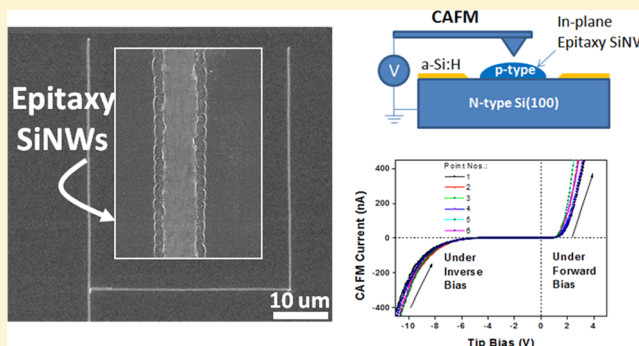 Epitaxy
SiNWs
10 um
CAFM
In-plane
Epitaxy SiNW
V
a-Si:H
p-type
N-type Si(100)
Point Nos.:
1
2
3
4
5
6
CAFM Current (nA)
400
200
0
-200
-400
Under
Inverse
Bias
Under
Forward
Bias
-10 -8 -6 -4 -2 0 2 4
Tip Bias (V)